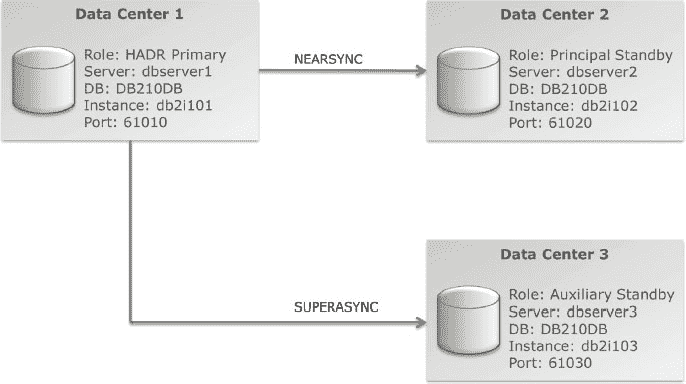 Data Center 1
Role: HADR Primary
Server: dbserver1
DB: DB210DB
Instance: db2i101
Port: 61010
NEARSYNC
Data Center 2
Role: Principal Standby
Server: dbserver2
DB: DB210DB
Instance: db2i102
Port: 61020
SUPERASYNC
Data Center 3
Role: Auxiliary Standby
Server: dbserver3
DB: DB210DB
Instance: db2i103
Port: 61030